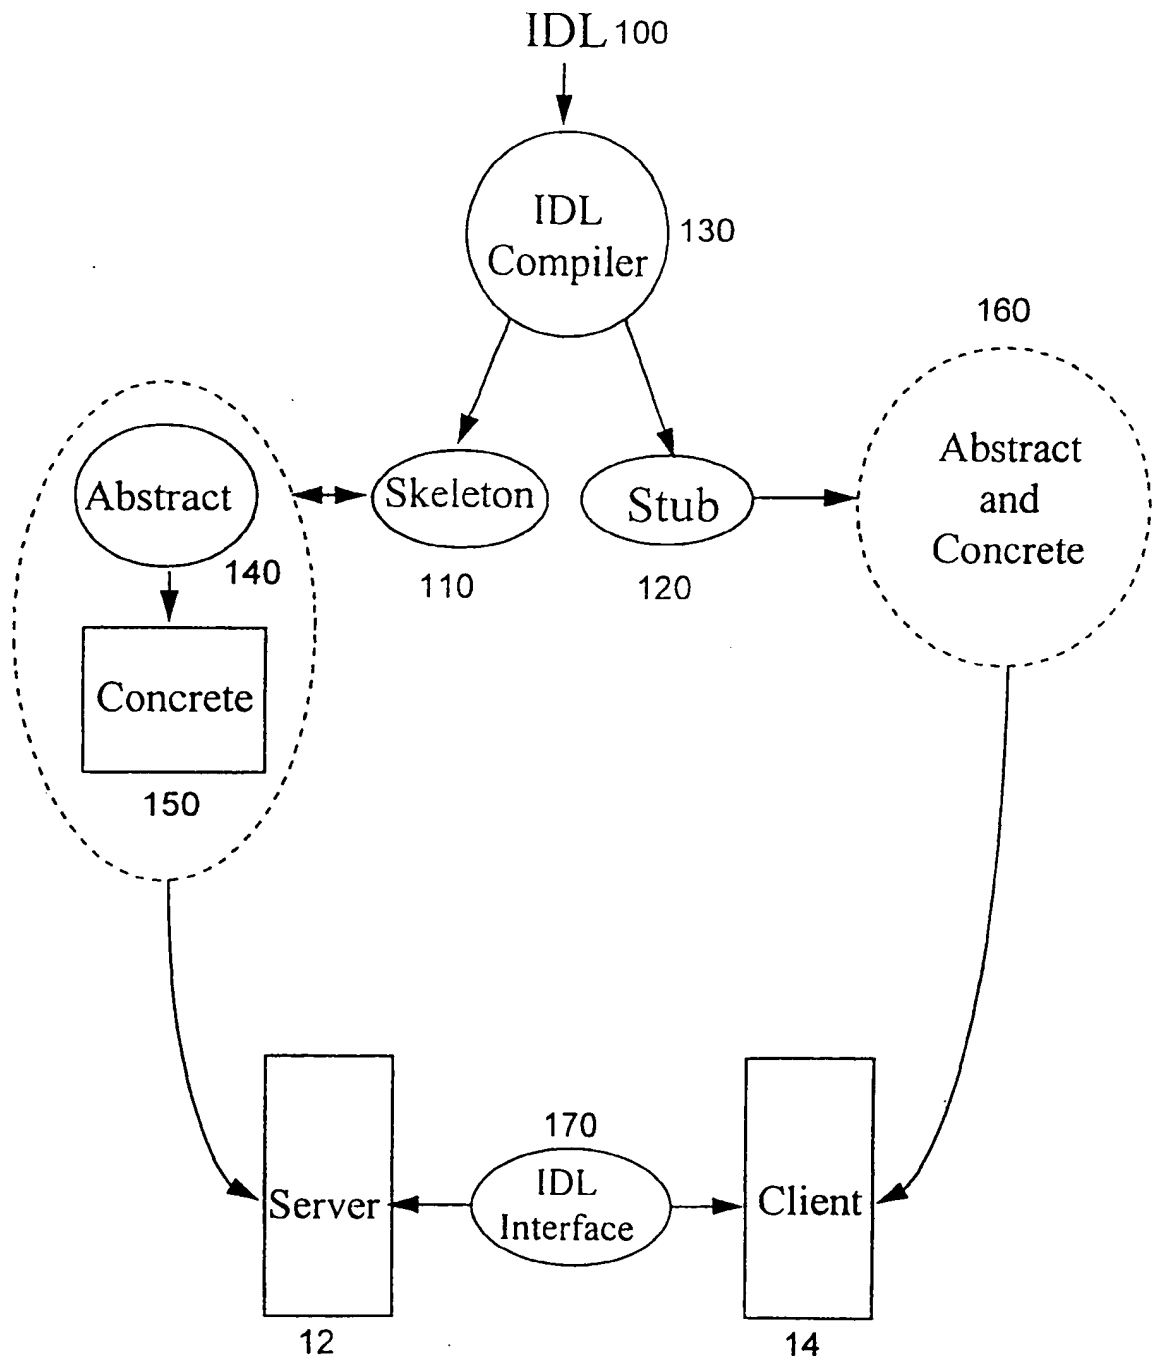 IDL 100
IDL
Compiler
130
160
Abstract
and
Concrete
Abstract
140
Skeleton
110
Stub
120
Concrete
150
170
IDL
Interface
Server
12
Client
14